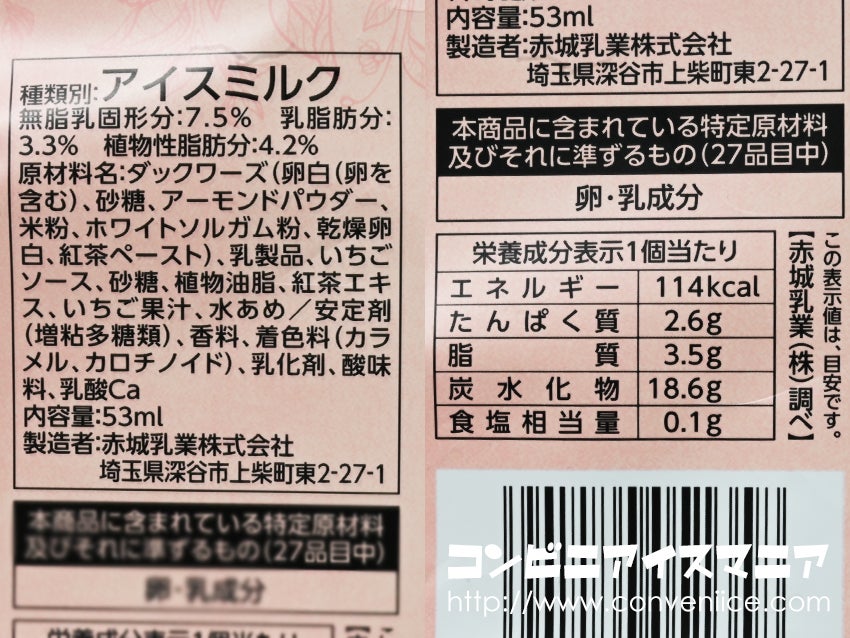 種類別:アイスミルク
無脂乳固形分:7.5% 乳脂肪分:
3.3% 植物性脂肪分:4.2%
原材料名:ダックワーズ(卵白(卵を
含む)、砂糖、アーモンドパウダー、
米粉、ホワイトソルガム粉、乾燥卵
白、紅茶ペースト)、乳製品、いちご
ソース、砂糖、植物油脂、紅茶エキ
ス、いちご果汁、水あめ/安定剤
(増粘多糖類)、香料、着色料(カラ
メル、カロチノイド)、乳化剤、酸味
料、乳酸Ca
内容量:53ml
製造者:赤城乳業株式会社
埼玉県深谷市上柴町東2-27-1
本商品に含まれている特定原材料
及びそれに準ずるもの(27品目中)
卵・乳成分
栄養成分表示1個当たり
内容量:53ml
製造者:赤城乳業株式会社
埼玉県深谷市上柴町東2-27-1
本商品に含まれている特定原材料
及びそれに準ずるもの(27品目中)
卵・乳成分
栄養成分表示1個当たり
エネルギー 114kcal
たんぱく質 2.6g
脂質 3.5g
炭水化物 18.6g
食塩相当量 0.1g
この表示値は、目安です。
【赤城乳業(株)調べ】
コンビニアイスマニア
http://www.conveniice.com